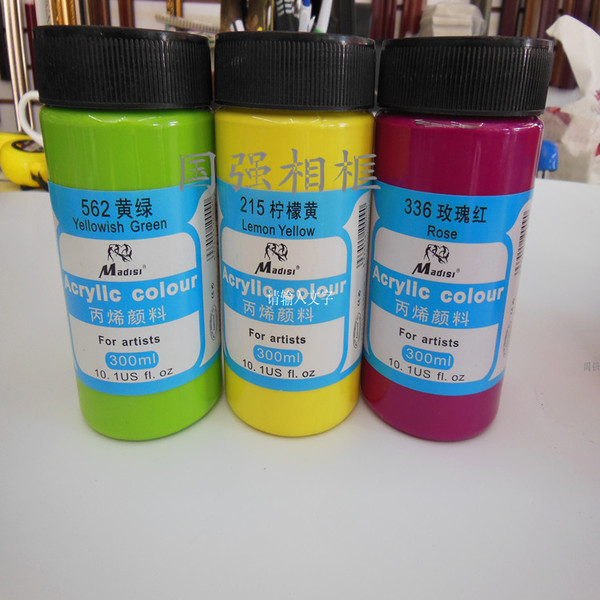 国强相框
562 黄绿
Yellowish Green
Madisi®
Acrylic colour
丙烯颜料
For artists
300ml
10.1US fl. oz
215 柠檬黄
Lemon Yellow
Madisi®
Acrylic colour
请输入文字
丙烯颜料
For artists
300ml
10.1US fl. oz
336 玫瑰红
Rose
Madisi®
Acrylic colour
丙烯颜料
For artists
300ml
10.1US fl. oz